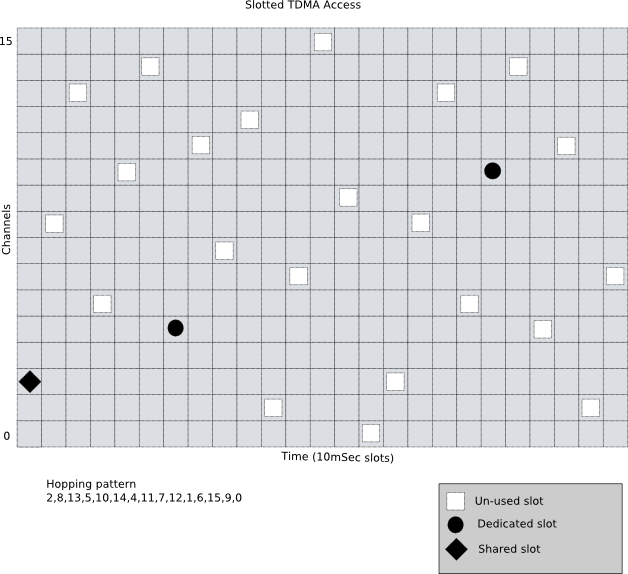 Slotted TDMA Access
15
Channels
0
Time (10mSec slots)
Hopping pattern
2,8,13,5,10,14,4,11,7,12,1,6,15,9,0
Un-used slot
Dedicated slot
Shared slot